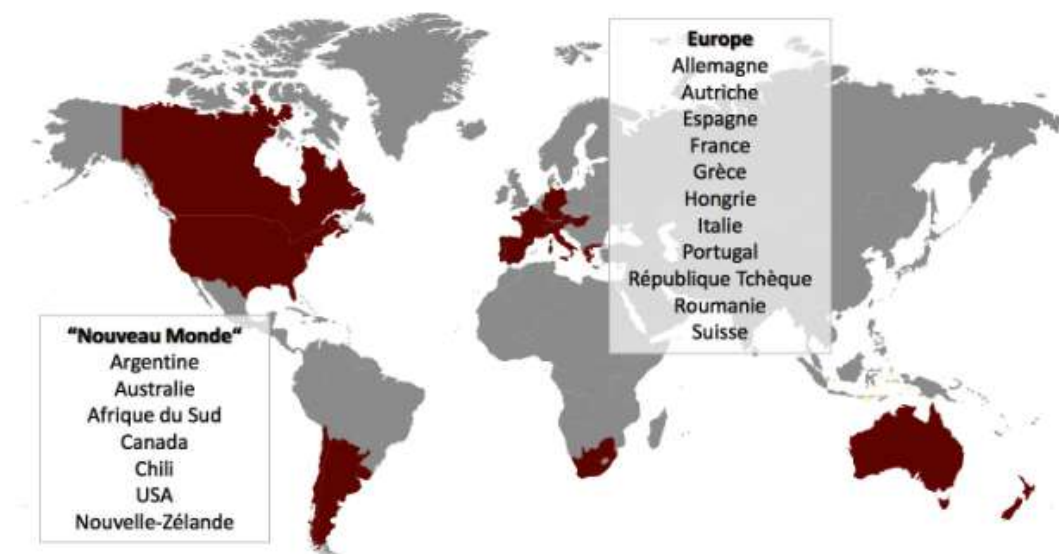 Europe
Allemagne
Autriche
Espagne
France
Grèce
Hongrie
Italie
Portugal
République Tchèque
Roumanie
Suisse
“Nouveau Monde“
Argentine
Australie
Afrique du Sud
Canada
Chili
USA
Nouvelle-Zélande